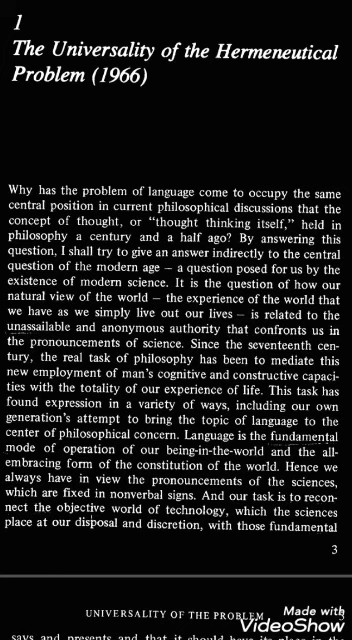 1
The Universality of the Hermeneutical
Problem (1966)
Why has the problem of language come to occupy the same
central position in current philosophical discussions that the
concept of thought, or "thought thinking itself," held in
philosophy a century and a half ago? By answering this
question, I shall try to give an answer indirectly to the central
question of the modern age – a question posed for us by the
existence of modern science. It is the question of how our
natural view of the world – the experience of the world that
we have as we simply live out our lives – is related to the
unassailable and anonymous authority that confronts us in
the pronouncements of science. Since the seventeenth cen-
tury, the real task of philosophy has been to mediate this
new employment of man's cognitive and constructive capaci-
ties with the totality of our experience of life. This task has
found expression in a variety of ways, including our own
generation's attempt to bring the topic of language to the
center of philosophical concern. Language is the fundamental
mode of operation of our being-in-the-world and the all-
embracing form of the constitution of the world. Hence we
always have in view the pronouncements of the sciences,
which are fixed in nonverbal signs. And our task is to recon-
nect the objective world of technology, which the sciences
place at our disposal and discretion, with those fundamental
3
UNIVERSALITY OF THE PROBLEM
Made with
VideoShow
says and presents and that it should have its place in the